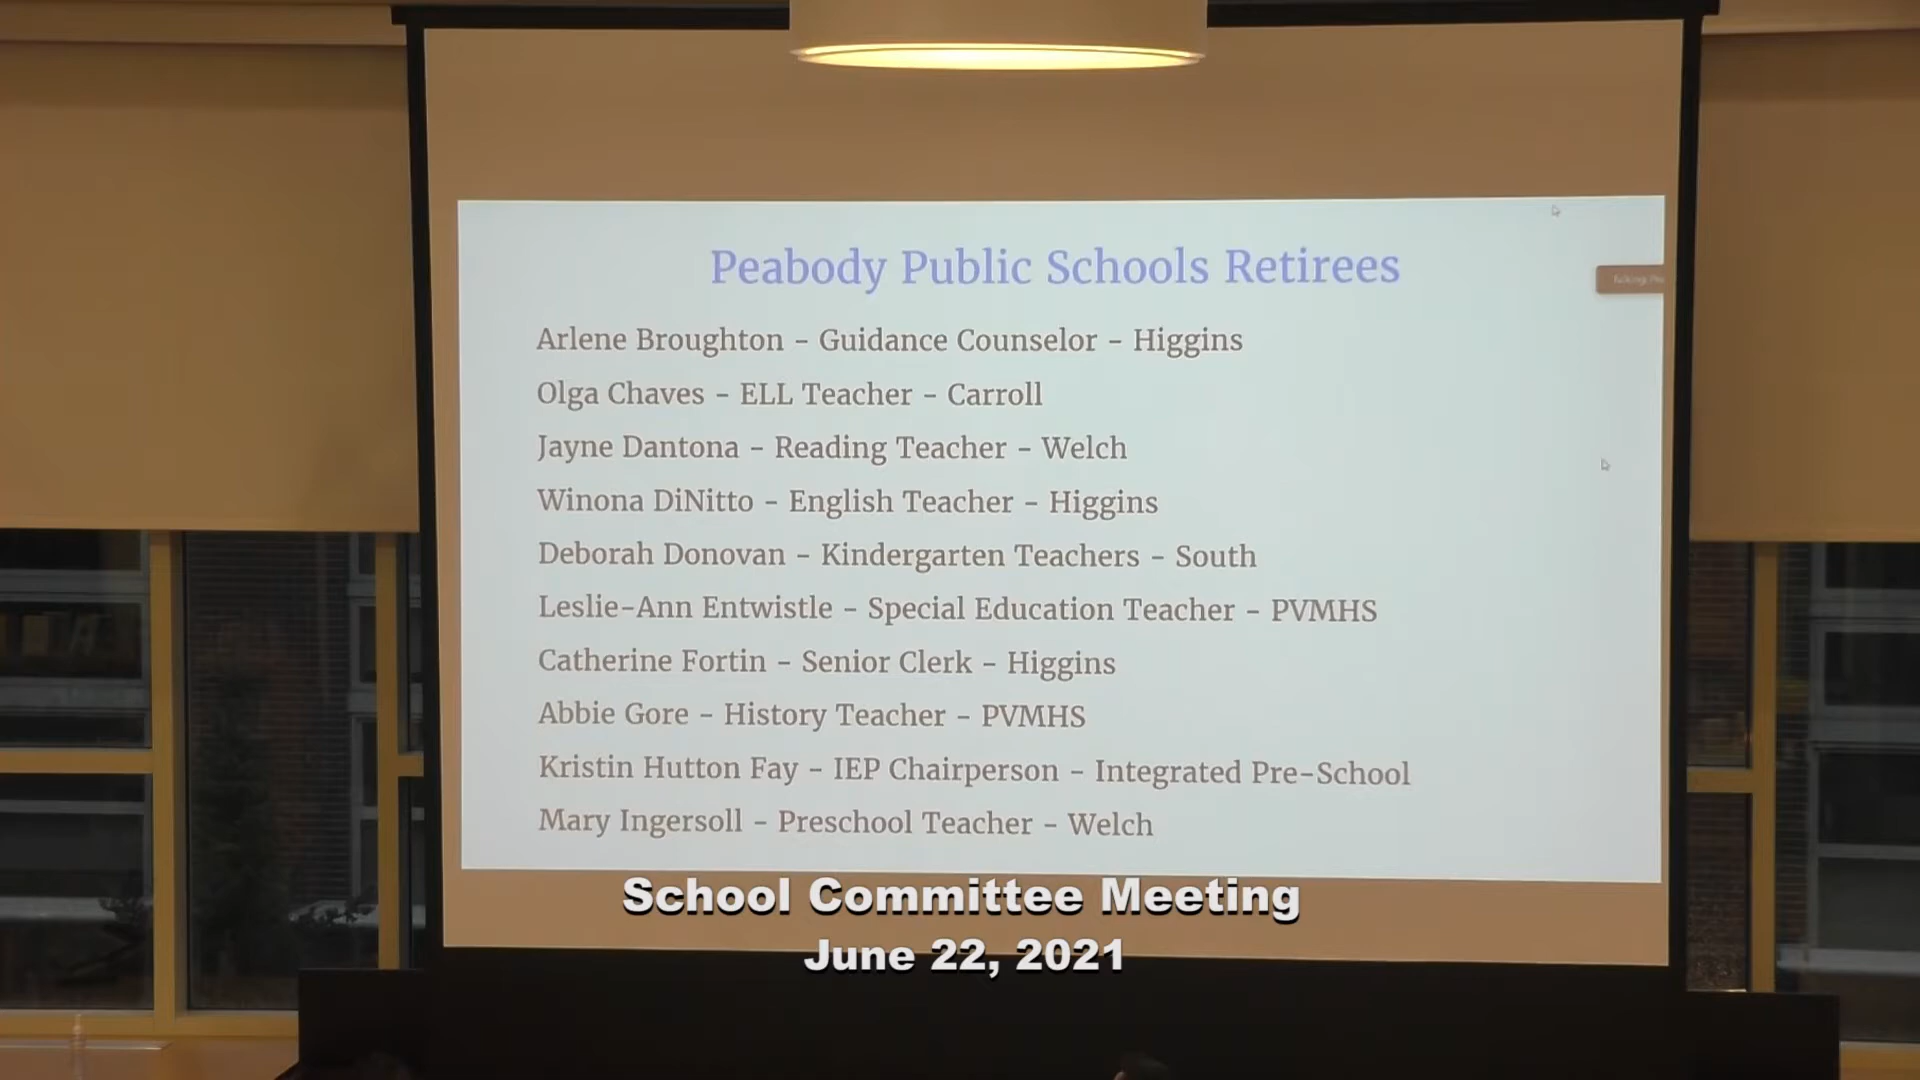 Peabody Public Schools Retirees
Arlene Broughton - Guidance Counselor - Higgins
Olga Chaves - ELL Teacher - Carroll
Jayne Dantona - Reading Teacher - Welch
Winona DiNitto - English Teacher - Higgins
Deborah Donovan - Kindergarten Teachers - South
Leslie-Ann Entwistle - Special Education Teacher - PVMHS
Catherine Fortin - Senior Clerk - Higgins
Abbie Gore - History Teacher - PVMHS
Kristin Hutton Fay - IEP Chairperson - Integrated Pre-School
Mary Ingersoll - Preschool Teacher - Welch
School Committee Meeting
June 22, 2021